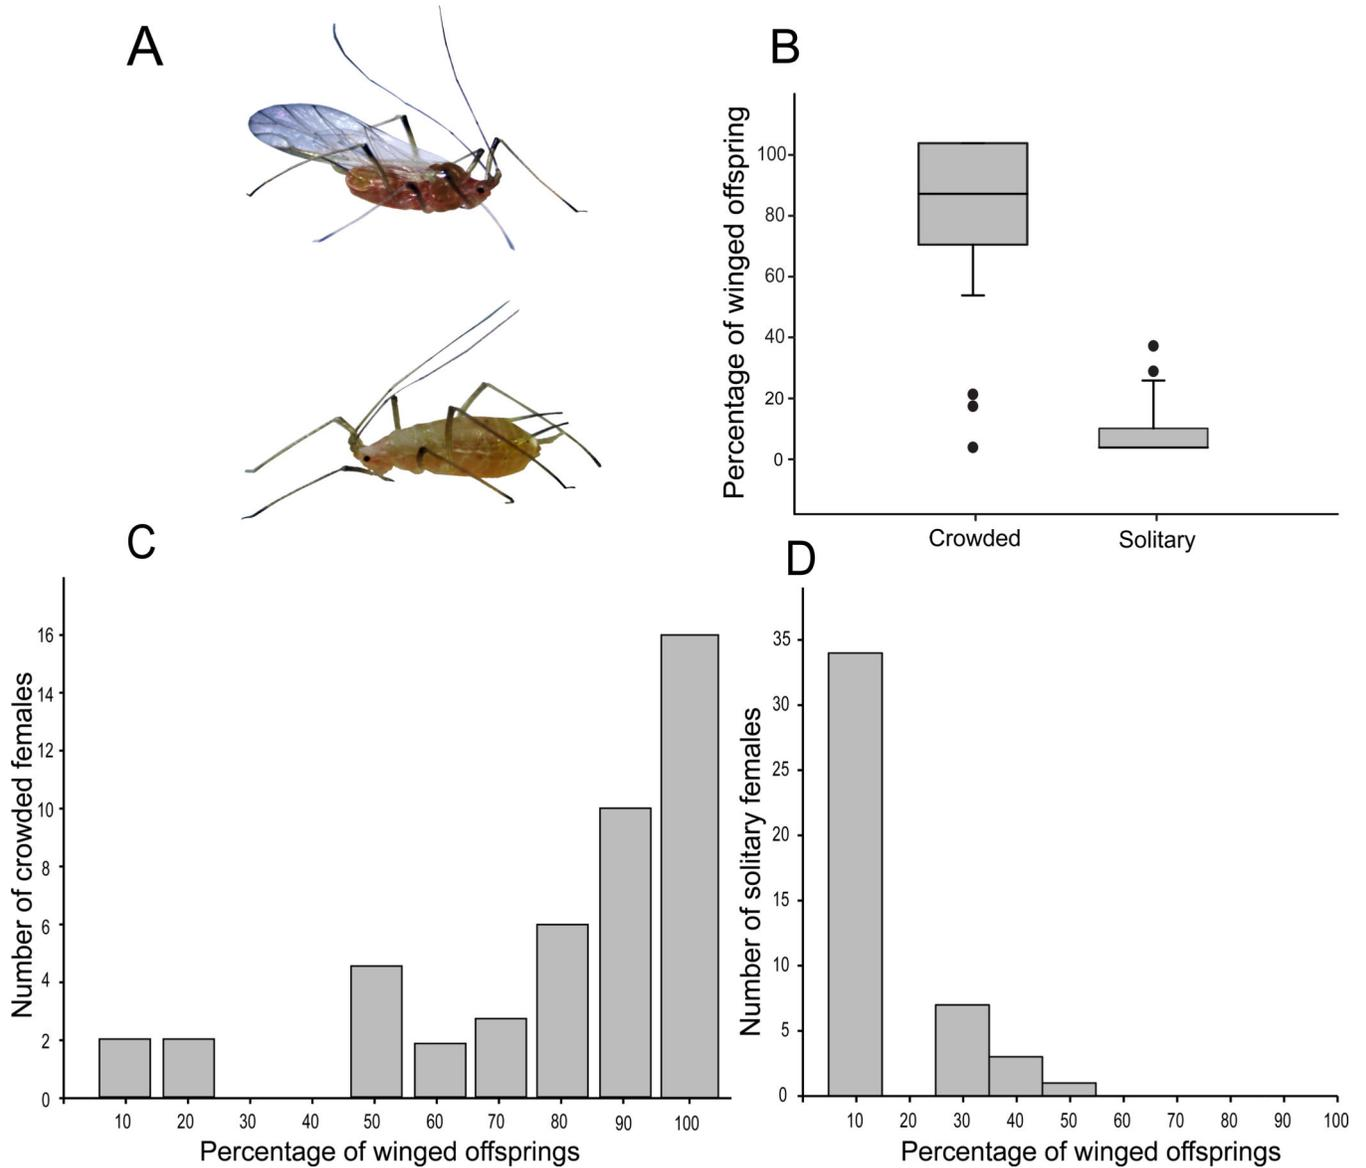 A
B
Percentage of winged offspring
100
80
60
40
20
0
Crowded
Solitary
C
Number of crowded females
16
14
12
10
8
6
4
2
0
10 20 30 40 50 60 70 80 90 100
Percentage of winged offsprings
D
Number of solitary females
35
30
25
20
15
10
5
0
10 20 30 40 50 60 70 80 90 100
Percentage of winged offsprings